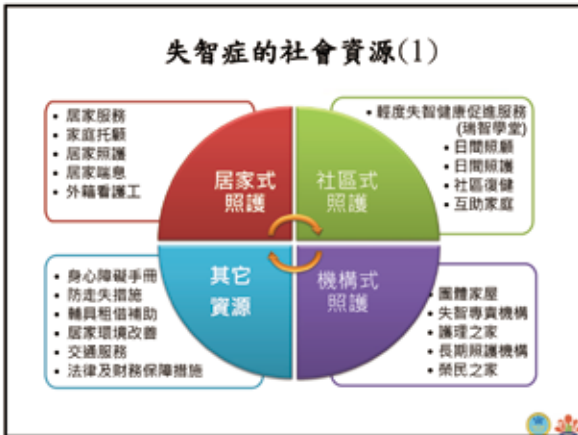 失智症的社會資源(1)
• 居家服務
• 家庭托顧
• 居家照護
• 居家喘息
• 外籍看護工
居家式
照護
社區式
照護
• 輕度失智健康促進服務
(瑞智學堂)
• 日間照顧
• 日間照護
• 社區復健
• 互助家庭
• 身心障礙手冊
• 防走失措施
• 輔具租借補助
• 居家環境改善
• 交通服務
• 法律及財務保障措施
其它
資源
機構式
照護
• 團體家屋
• 失智專責機構
• 護理之家
• 長期照護機構
• 榮民之家